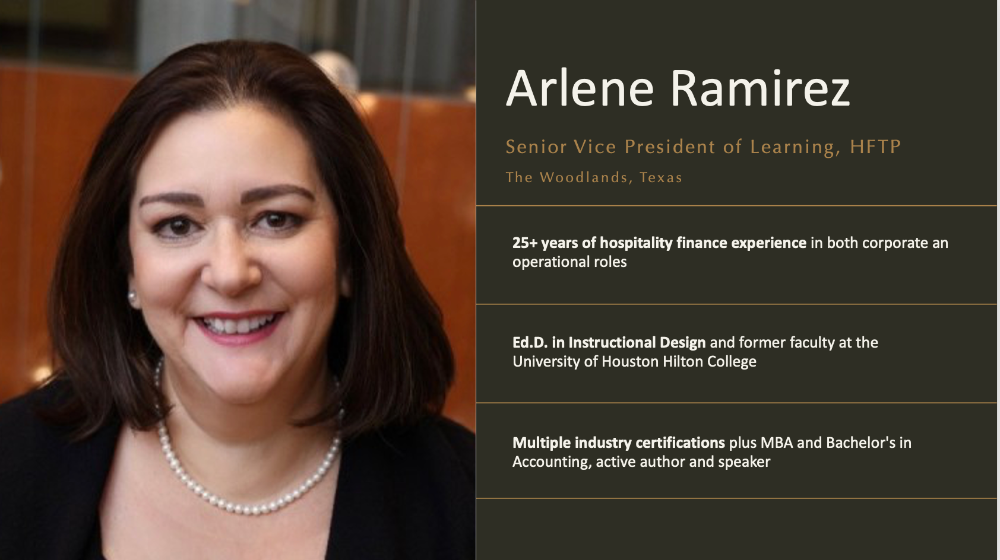 Arlene Ramirez
Senior Vice President of Learning, HFTP
The Woodlands, Texas
25+ years of hospitality finance experience in both corporate an
operational roles
Ed.D. in Instructional Design and former faculty at the
University of Houston Hilton College
Multiple industry certifications plus MBA and Bachelor's in
Accounting, active author and speaker